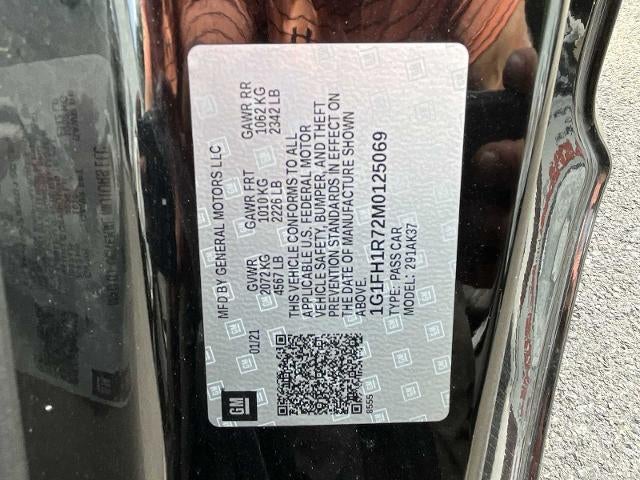 GM
MFD BY GENERAL MOTORS LLC
01/21
GVWR GAWR FRT GAWR RR
2072 KG 1010 KG 1062 KG
4567 LB 2226 LB 2342 LB
THIS VEHICLE CONFORMS TO ALL
APPLICABLE U.S. FEDERAL MOTOR
VEHICLE SAFETY, BUMPER, AND THEFT
PREVENTION STANDARDS IN EFFECT ON
THE DATE OF MANUFACTURE SHOWN
ABOVE.
1G1FH1R72M0125069
TYPE: PASS CAR
MODEL: 291AK37
8555